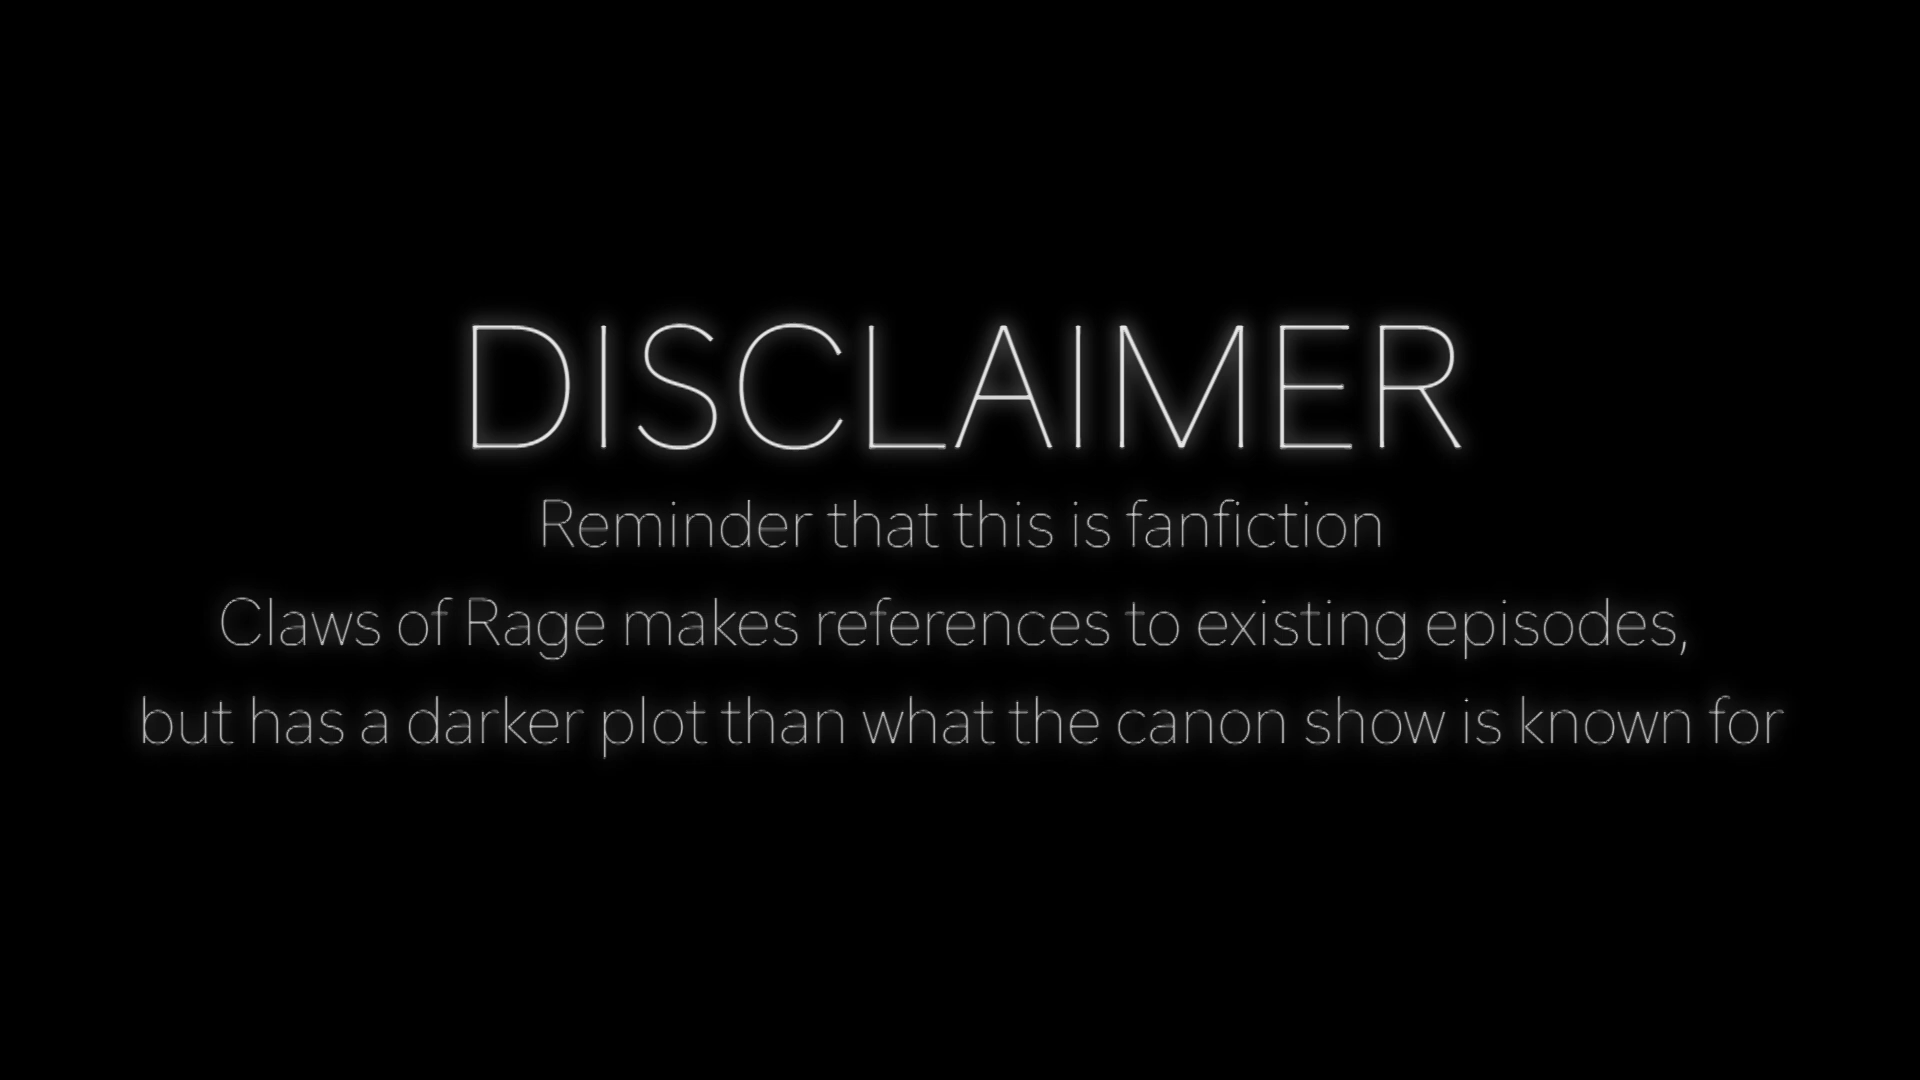 DISCLAIMER
Reminder that this is fanfiction
Claws of Rage makes references to existing episodes,
but has a darker plot than what the canon show is known for